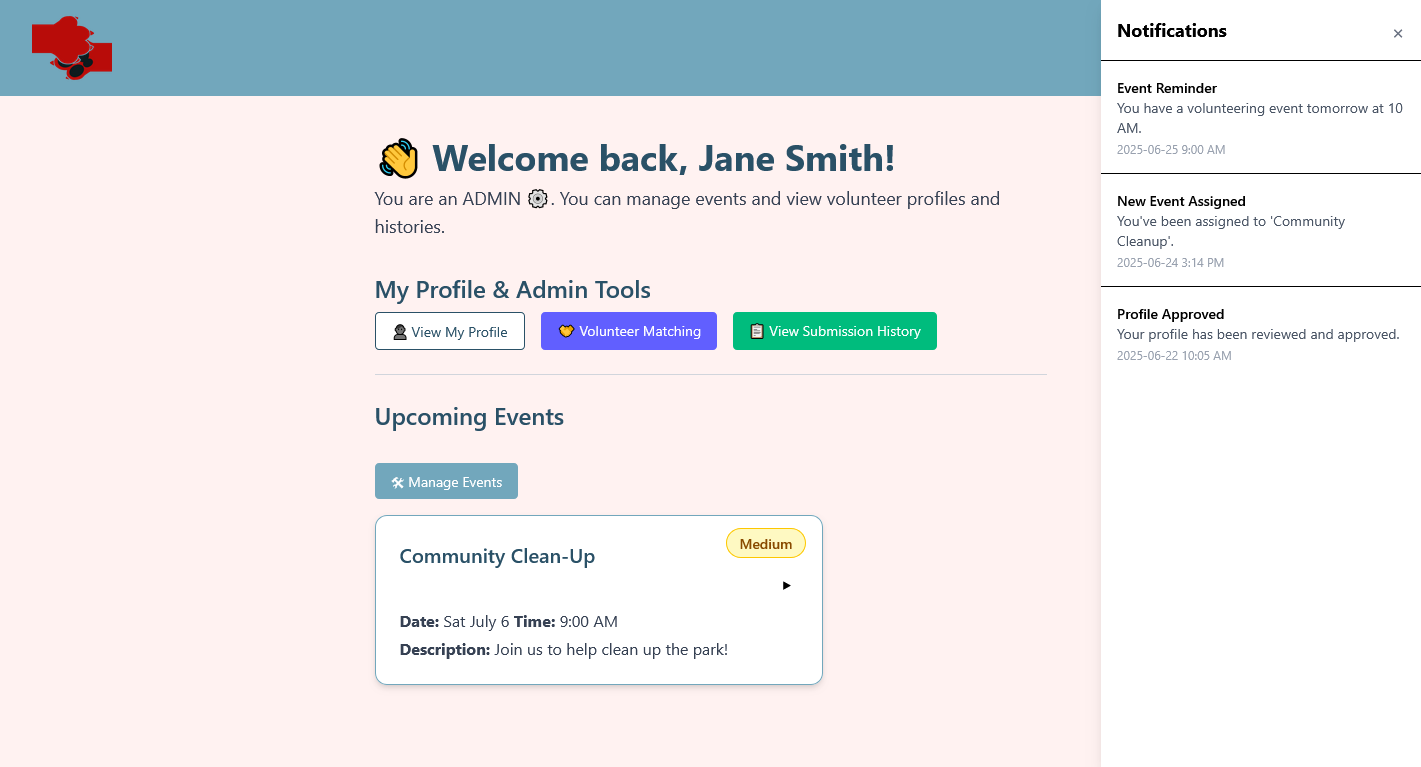 👋 Welcome back, Jane Smith!
You are an ADMIN ⚙️. You can manage events and view volunteer profiles and
histories.
My Profile & Admin Tools
View My Profile
Volunteer Matching
View Submission History
Upcoming Events
🛠 Manage Events
Community Clean-Up
Medium
▶
Date: Sat July 6 Time: 9:00 AM
Description: Join us to help clean up the park!
Notifications
×
Event Reminder
You have a volunteering event tomorrow at 10
AM.
2025-06-25 9:00 AM
New Event Assigned
You've been assigned to 'Community
Cleanup'.
2025-06-24 3:14 PM
Profile Approved
Your profile has been reviewed and approved.
2025-06-22 10:05 AM